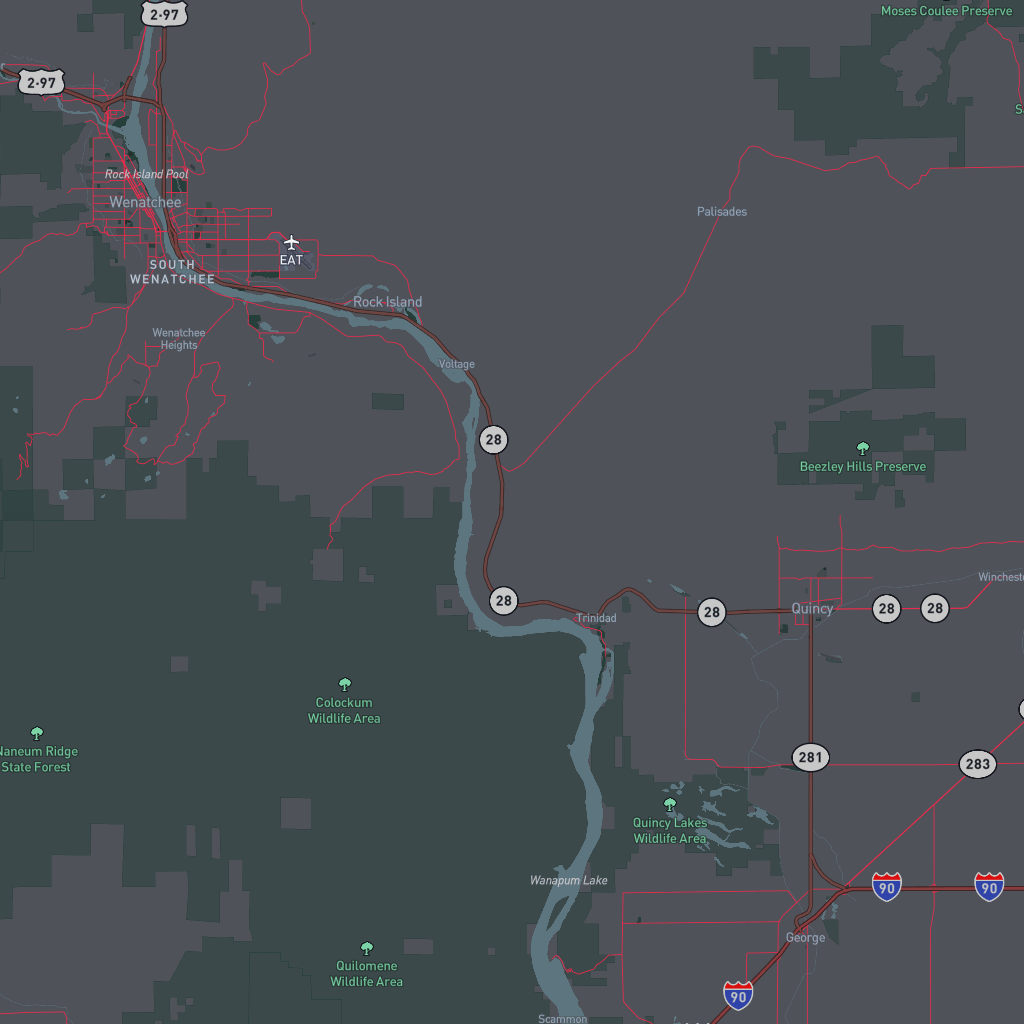 2·97
Moses Coulee Preserve
2·97
Rock Island Pool
Wenatchee
Palisades
EAT
SOUTH
WENATCHEE
Rock Island
Wenatchee
Heights
Voltage
28
Beezley Hills Preserve
28
Trinidad
28
Quincy
28
28
Colockum
Wildlife Area
281
283
Quincy Lakes
Wildlife Area
Naneum Ridge
State Forest
Wanapum Lake
90
90
George
Quilomene
Wildlife Area
90
Scammon